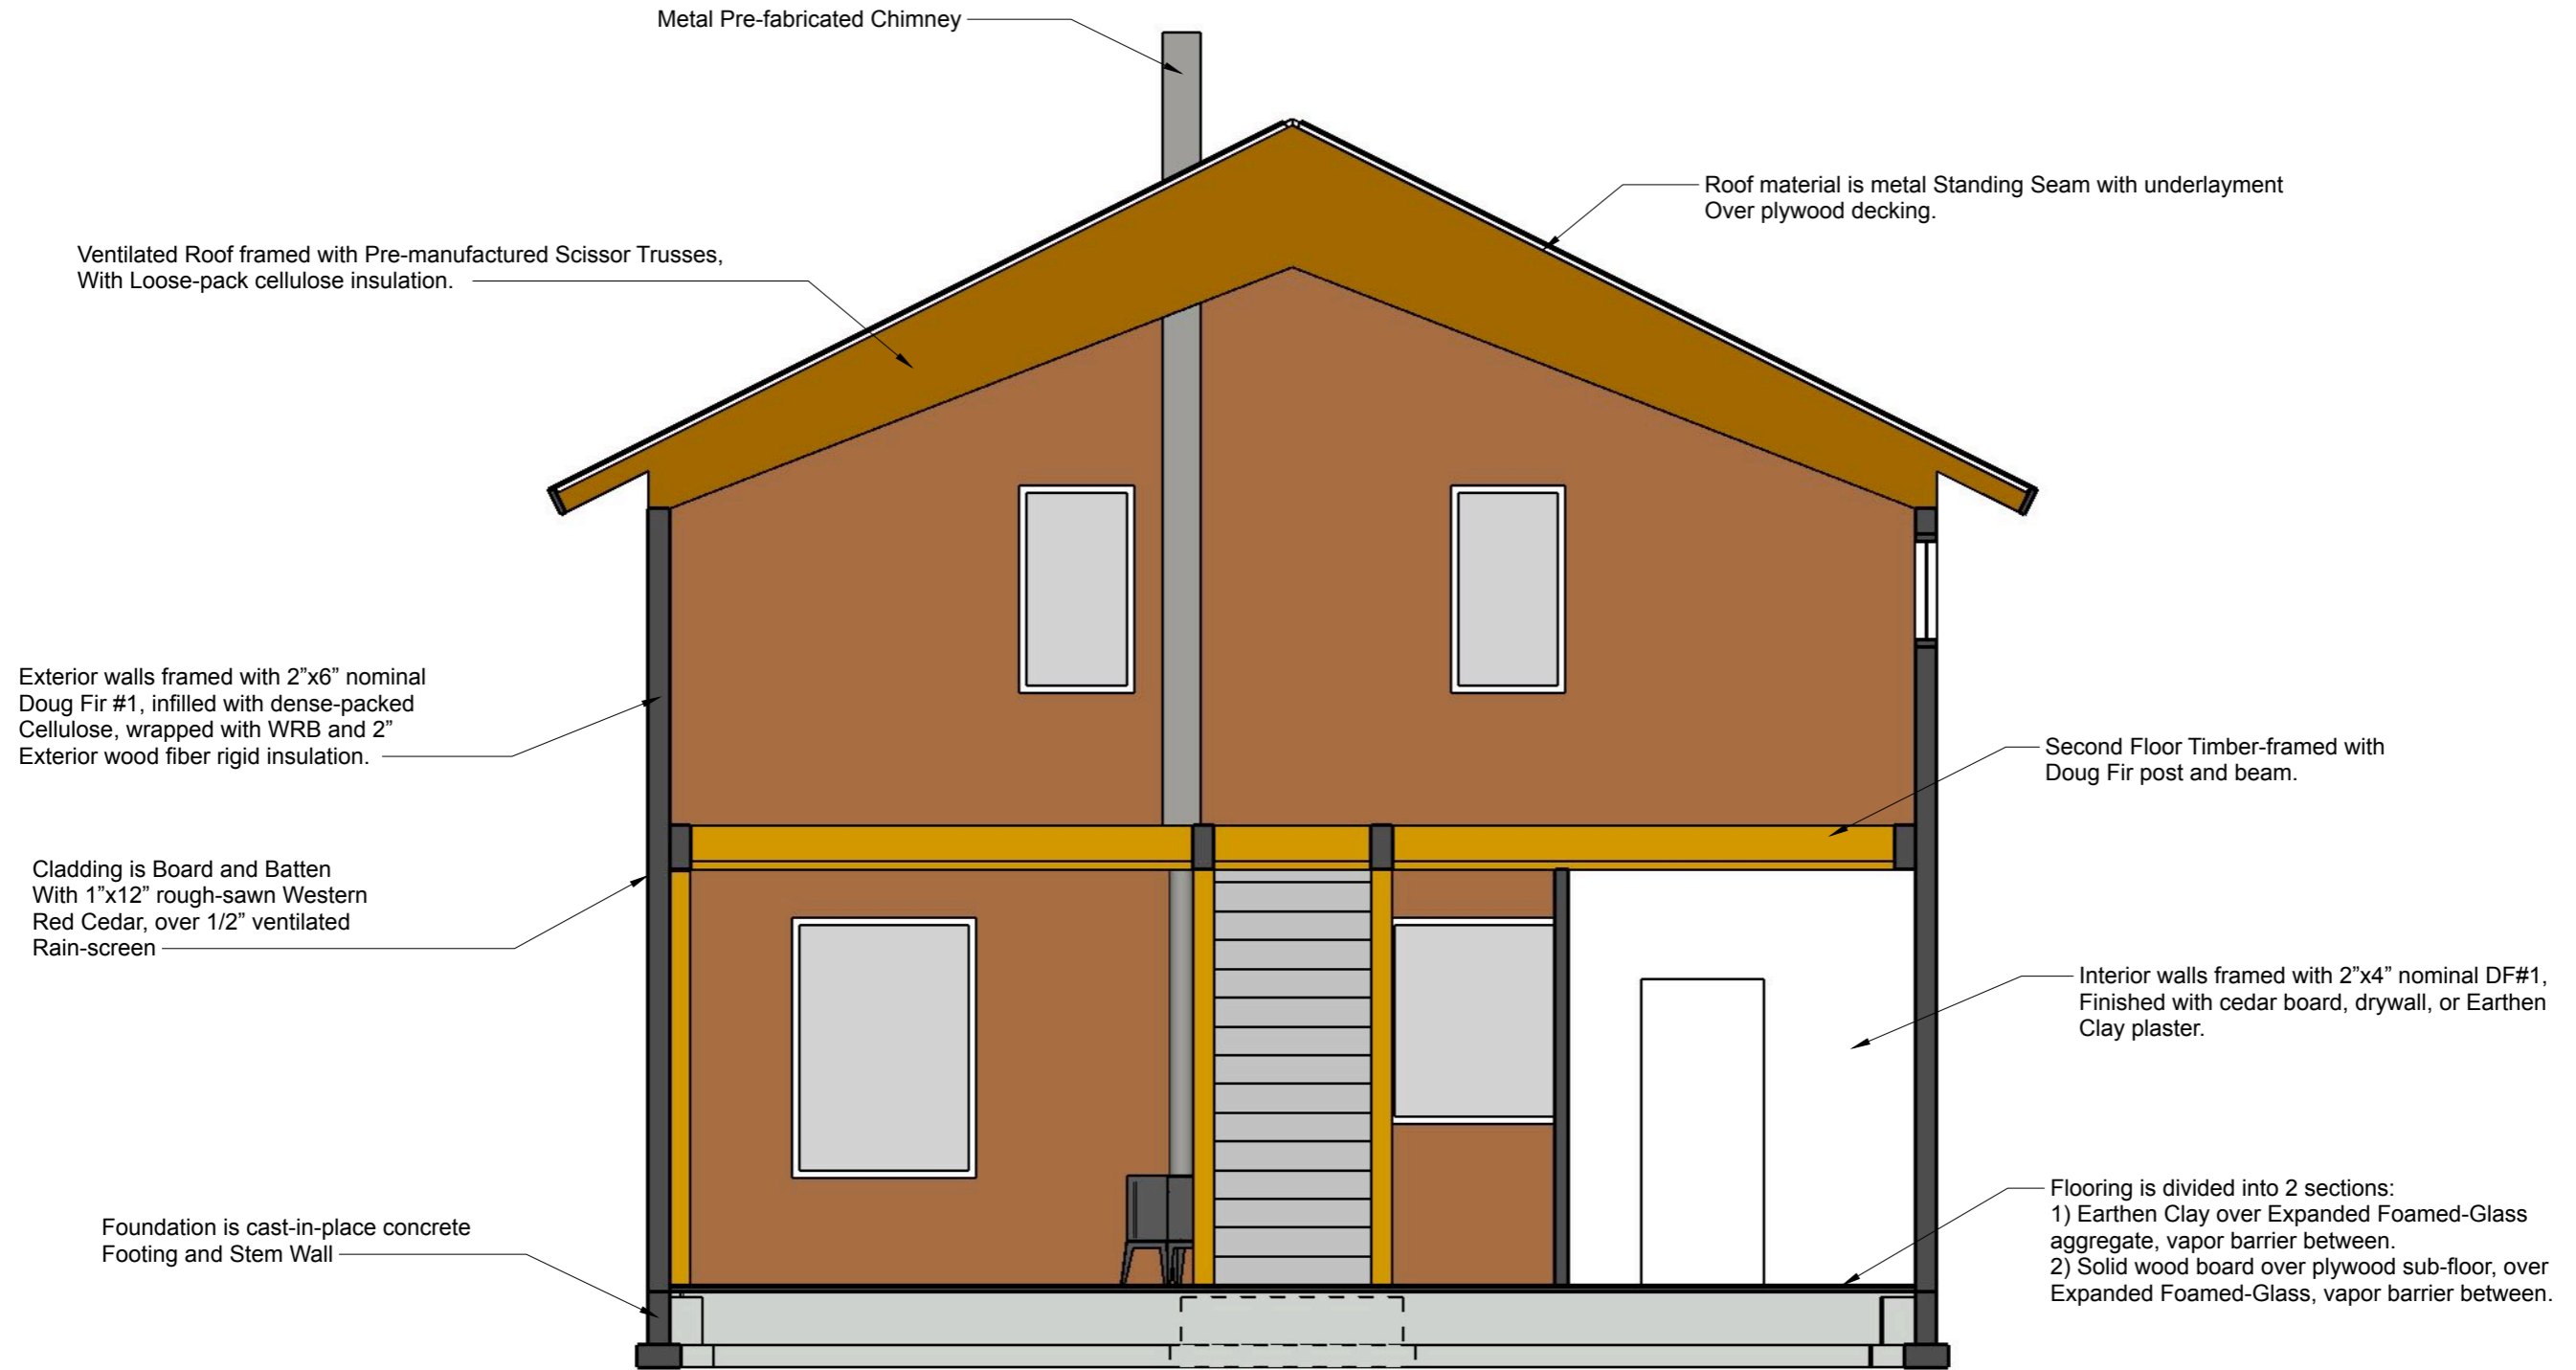 Metal Pre-fabricated Chimney
Roof material is metal Standing Seam with underlayment
Over plywood decking.
Ventilated Roof framed with Pre-manufactured Scissor Trusses,
With Loose-pack cellulose insulation.
Exterior walls framed with 2”x6” nominal
Doug Fir #1, infilled with dense-packed
Cellulose, wrapped with WRB and 2”
Exterior wood fiber rigid insulation.
Second Floor Timber-framed with
Doug Fir post and beam.
Cladding is Board and Batten
With 1”x12” rough-sawn Western
Red Cedar, over 1/2” ventilated
Rain-screen
Interior walls framed with 2”x4” nominal DF#1,
Finished with cedar board, drywall, or Earthen
Clay plaster.
Foundation is cast-in-place concrete
Footing and Stem Wall
Flooring is divided into 2 sections:
1) Earthen Clay over Expanded Foamed-Glass
aggregate, vapor barrier between.
2) Solid wood board over plywood sub-floor, over
Expanded Foamed-Glass, vapor barrier between.